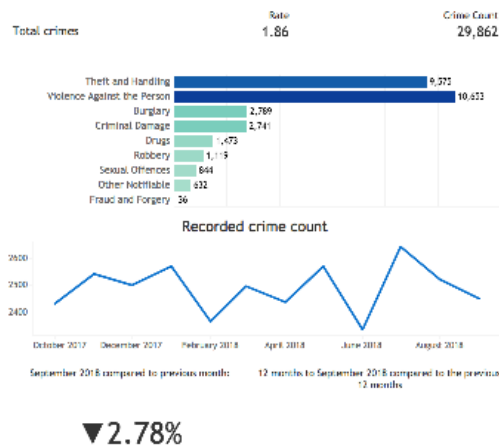 Rate Crime Count
Total crimes 1.86 29,862
Theft and Handling 9,575
Violence Against the Person 10,653
Burglary 2,789
Criminal Damage 2,741
Drugs 1,473
Robbery 1,119
Sexual Offences 844
Other Notifiable 632
Fraud and Forgery 36
Recorded crime count
2600
2500
2400
October 2017 December 2017 February 2018 April 2018 June 2018 August 2018
September 2018 compared to previous month: 12 months to September 2018 compared to the previous
12 months
▼2.78%